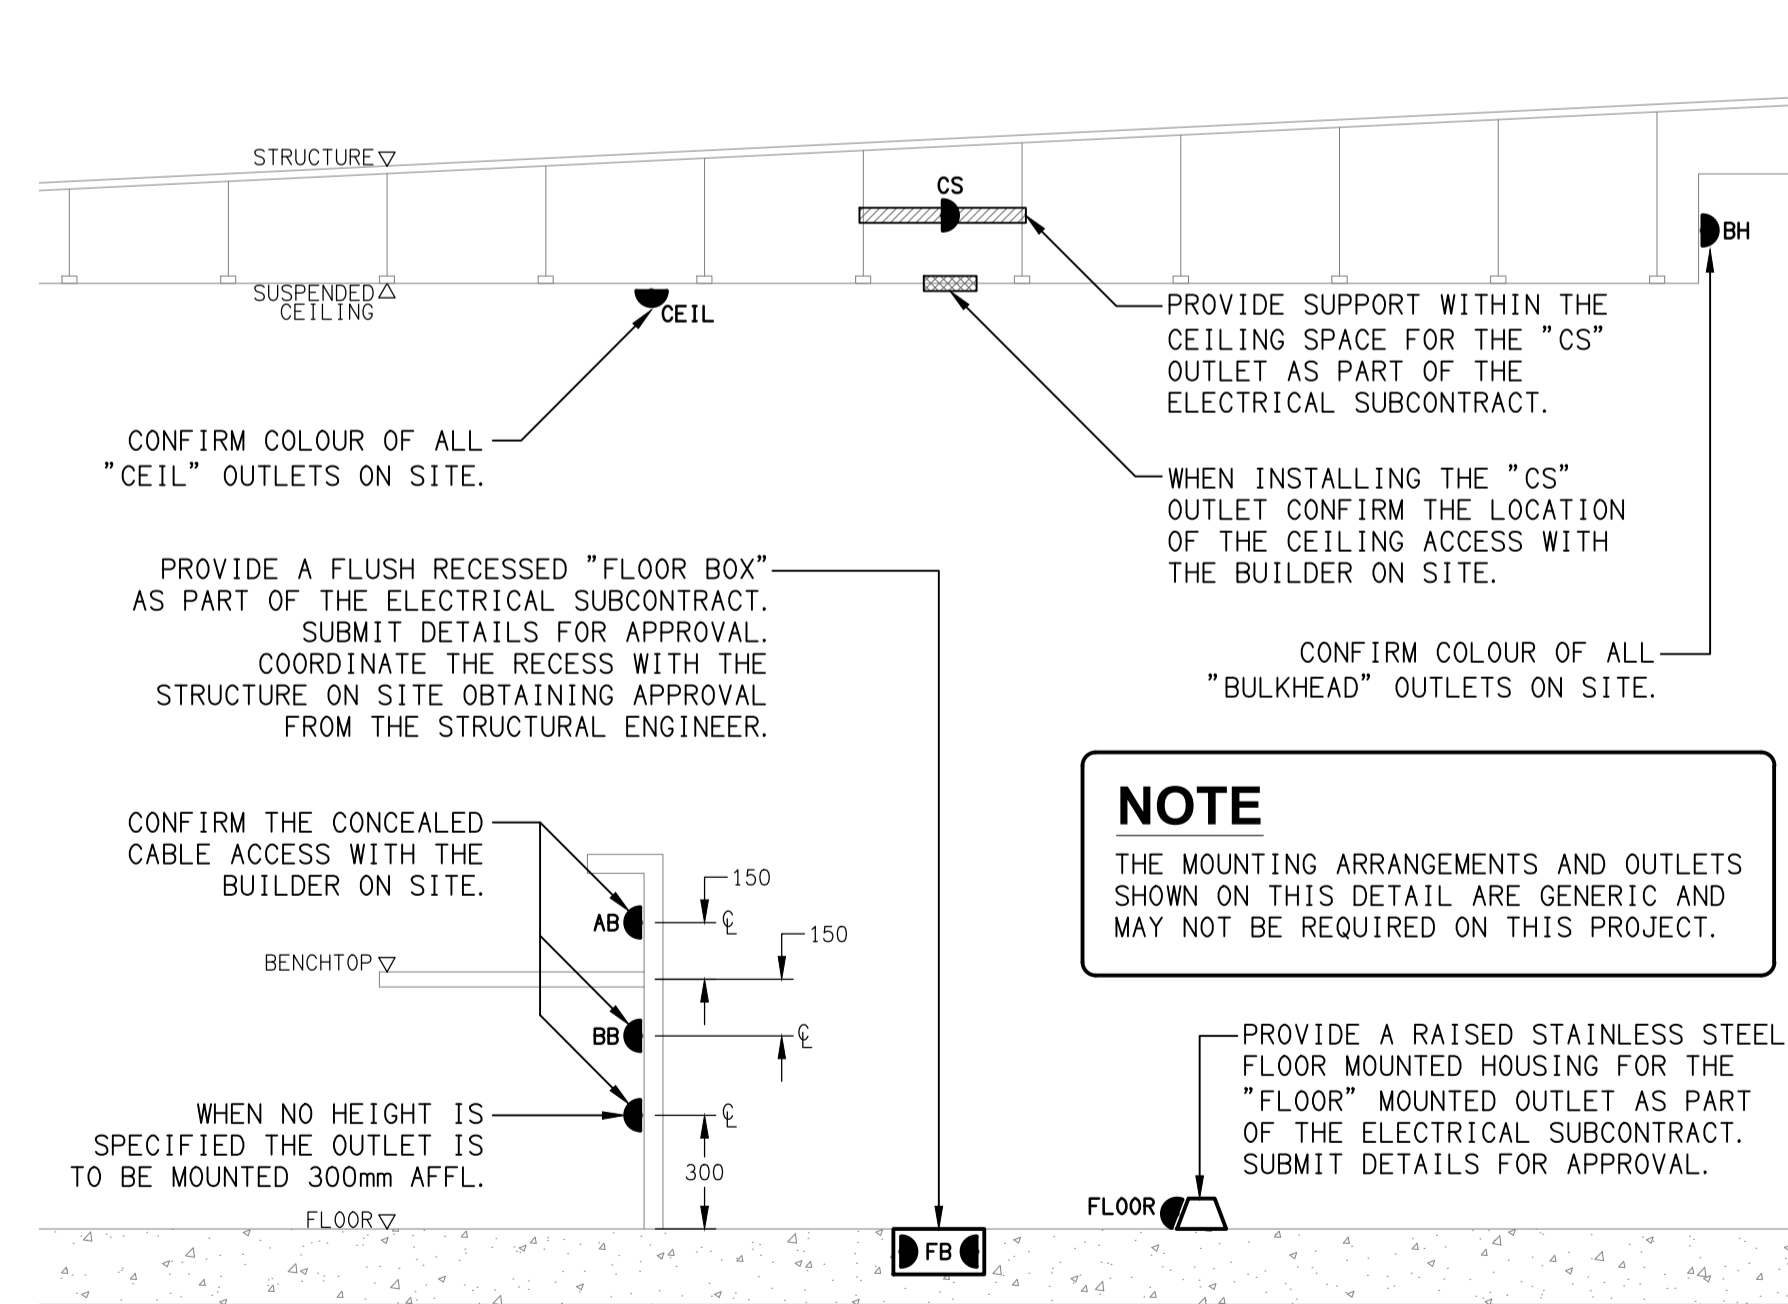 STRUCTURE
CS
BH
SUSPENDED
CEILING
CEIL
PROVIDE SUPPORT WITHIN THE
CEILING SPACE FOR THE "CS"
OUTLET AS PART OF THE
ELECTRICAL SUBCONTRACT.
CONFIRM COLOUR OF ALL
"CEIL" OUTLETS ON SITE.
WHEN INSTALLING THE "CS"
OUTLET CONFIRM THE LOCATION
OF THE CEILING ACCESS WITH
THE BUILDER ON SITE.
PROVIDE A FLUSH RECESSED "FLOOR BOX"
AS PART OF THE ELECTRICAL SUBCONTRACT.
SUBMIT DETAILS FOR APPROVAL.
COORDINATE THE RECESS WITH THE
STRUCTURE ON SITE OBTAINING APPROVAL
FROM THE STRUCTURAL ENGINEER.
CONFIRM COLOUR OF ALL
"BULKHEAD" OUTLETS ON SITE.
NOTE
THE MOUNTING ARRANGEMENTS AND OUTLETS
SHOWN ON THIS DETAIL ARE GENERIC AND
MAY NOT BE REQUIRED ON THIS PROJECT.
CONFIRM THE CONCEALED
CABLE ACCESS WITH THE
BUILDER ON SITE.
150
AB
℄
150
BENCHTOP
BB
℄
WHEN NO HEIGHT IS
SPECIFIED THE OUTLET IS
TO BE MOUNTED 300mm AFFL.
℄
300
FLOOR
PROVIDE A RAISED STAINLESS STEEL
FLOOR MOUNTED HOUSING FOR THE
"FLOOR" MOUNTED OUTLET AS PART
OF THE ELECTRICAL SUBCONTRACT.
SUBMIT DETAILS FOR APPROVAL.
FLOOR
FB